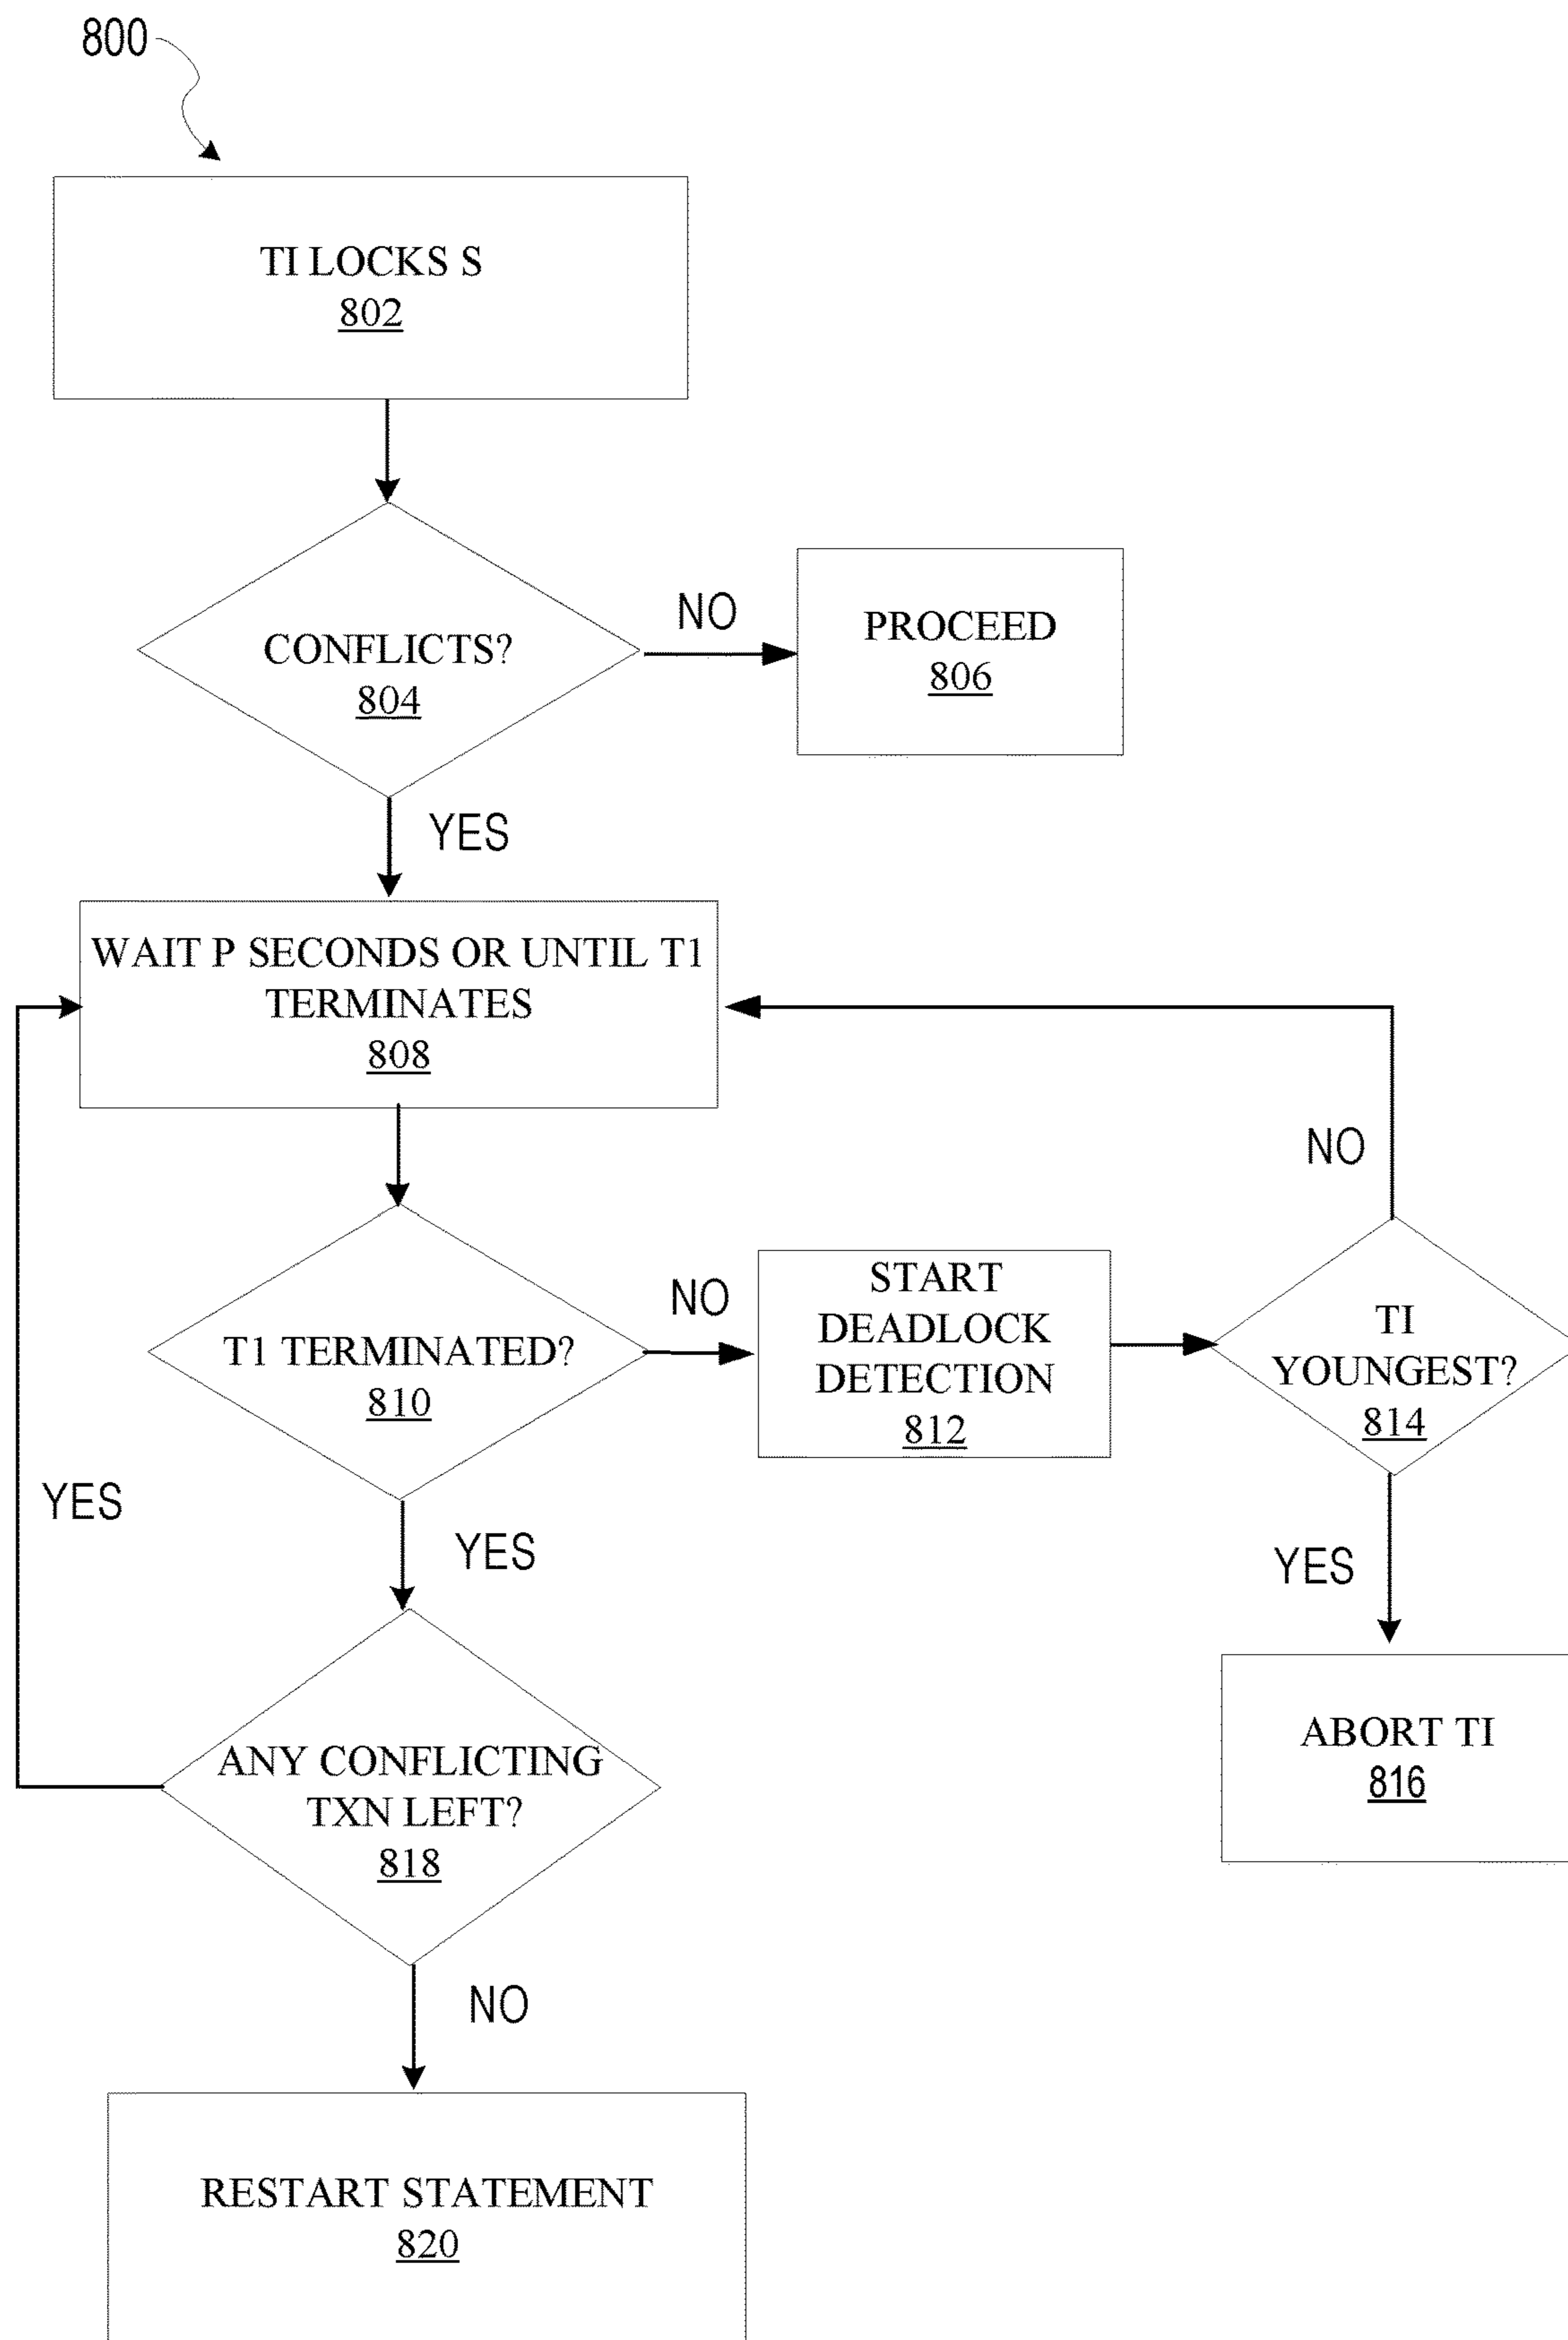 800
TI LOCKS S
802
CONFLICTS?
804
NO
PROCEED
806
YES
WAIT P SECONDS OR UNTIL T1
TERMINATES
808
NO
T1 TERMINATED?
810
NO
START
DEADLOCK
DETECTION
812
TI
YOUNGEST?
814
YES
YES
YES
ABORT TI
816
ANY CONFLICTING
TXN LEFT?
818
NO
RESTART STATEMENT
820